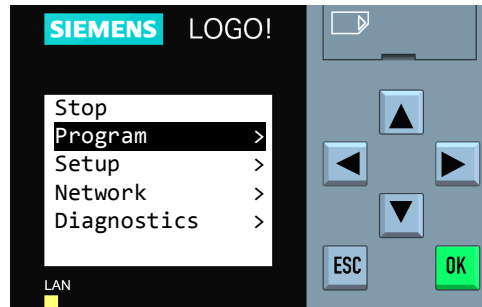 SIEMENS LOGO!
Stop
Program >
Setup >
Network >
Diagnostics >
ESC OK
LAN